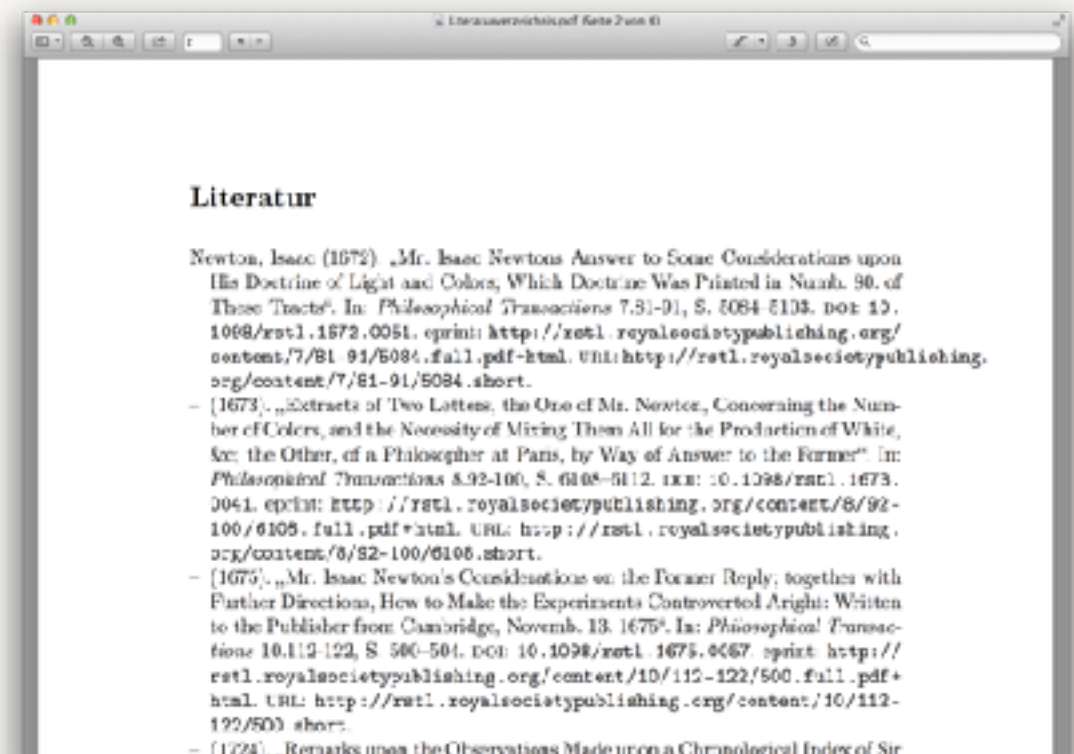 Literaturverzeichnis.pdf (Seite 2 von 6)
Literatur
Newton, Isaac (1672). „Mr. Isaac Newtons Answer to Some Considerations upon
His Doctrine of Light and Colors, Which Doctrine Was Printed in Numb. 80. of
These Tracts“. In: Philosophical Transactions 7.81-91, S. 5084–5103. DOI: 10.
1098/rstl.1672.0051. eprint: http://rstl.royalsocietypublishing.org/
content/7/81-91/5084.full.pdf+html. URL: http://rstl.royalsocietypublishing.
org/content/7/81-91/5084.short.
– (1673). „Extracts of Two Letters, the One of Mr. Newton, Concerning the Num-
ber of Colors, and the Necessity of Mixing Them All for the Production of White,
&c; the Other, of a Philosopher at Paris, by Way of Answer to the Former“. In:
Philosophical Transactions 8.92-100, S. 6108–6112. DOI: 10.1098/rstl.1673.
0041. eprint: http://rstl.royalsocietypublishing.org/content/8/92-
100/6108.full.pdf+html. URL: http://rstl.royalsocietypublishing.
org/content/8/92-100/6108.short.
– (1675). „Mr. Isaac Newton's Considerations on the Former Reply; together with
Further Directions, How to Make the Experiments Controverted Aright: Written
to the Publisher from Cambridge, Novemb. 13. 1675“. In: Philosophical Transac-
tions 10.112-122, S. 500–504. DOI: 10.1098/rstl.1675.0057. eprint: http://
rstl.royalsocietypublishing.org/content/10/112-122/500.full.pdf+
html. URL: http://rstl.royalsocietypublishing.org/content/10/112-
122/500.short.
– (1724). „Remarks upon the Observations Made upon a Chronological Index of Sir